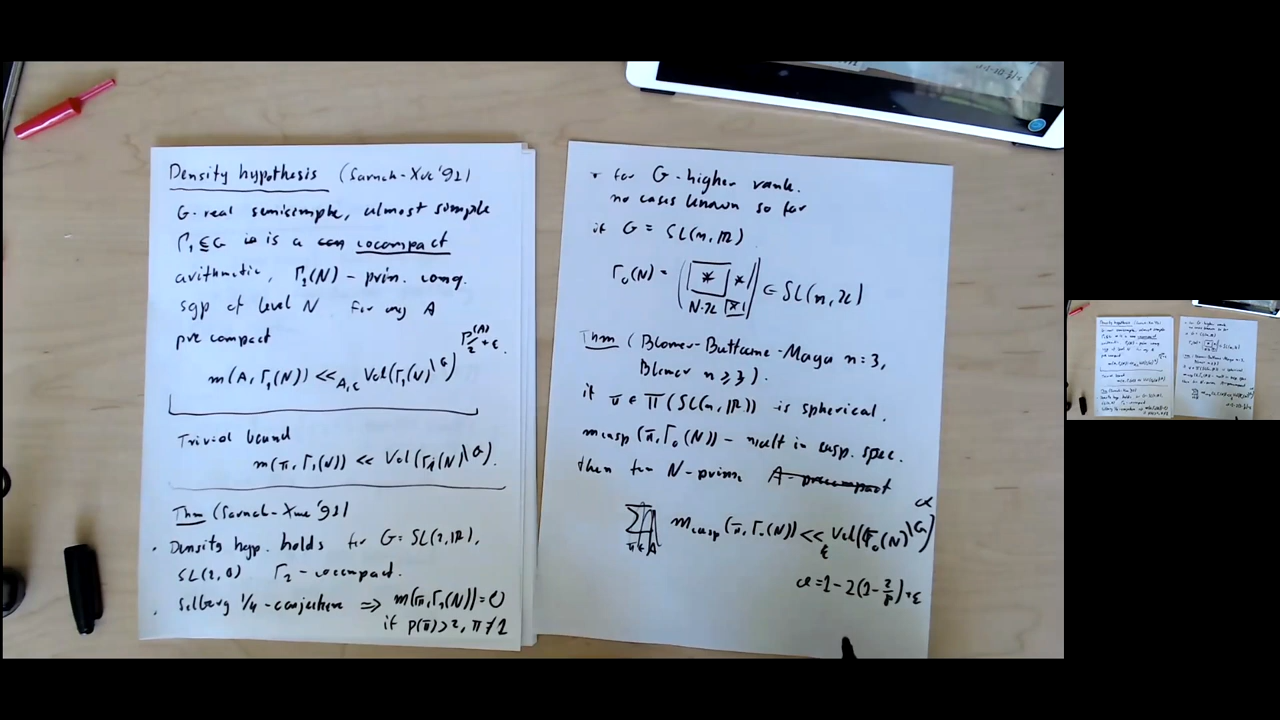 Density hypothesis (Sarnak-Xue '91)
G-real semisimple, almost simple
Γ₁ ≤ G is a cocompact
arithmetic, Γ₁(N) - prin. cong.
sgp of level N for any A
pre compact
m(A, Γ₁(N)) <<_{A,ε} Vol(Γ₁(N)\G)^{2/P(A) + ε}.
Trivial bound
m(π, Γ₁(N)) << Vol(Γ₁(N)\G).
Thm (Sarnak-Xue '91)
· Density hyp. holds for G = SL(2,ℝ),
SL(2,ℂ) Γ₁ - cocompact.
· Selberg 1/4-conjecture ⇒ m(π, Γ₁(N)) = 0
if p(π) > 2, π ≠ 1
· for G-higher rank.
no cases known so far
if G = SL(n, ℝ)
Γ₀(N) = ( * * N·ℤ * ) ⊂ SL(n, ℤ)
Thm (Blomer-Buttcane-Maga n=3,
Blomer n ≥ 3).
if π ∈ Π(SL(n, ℝ)) is spherical.
m cusp (π, Γ₀(N)) - mult in cusp. spec.
then for N-prime A-precompact
Σ_{π∈A} m cusp (π, Γ₀(N)) <<_ε Vol(Γ₀(N)\G)^α
α = 1 - 2(1 - 2/p) + ε